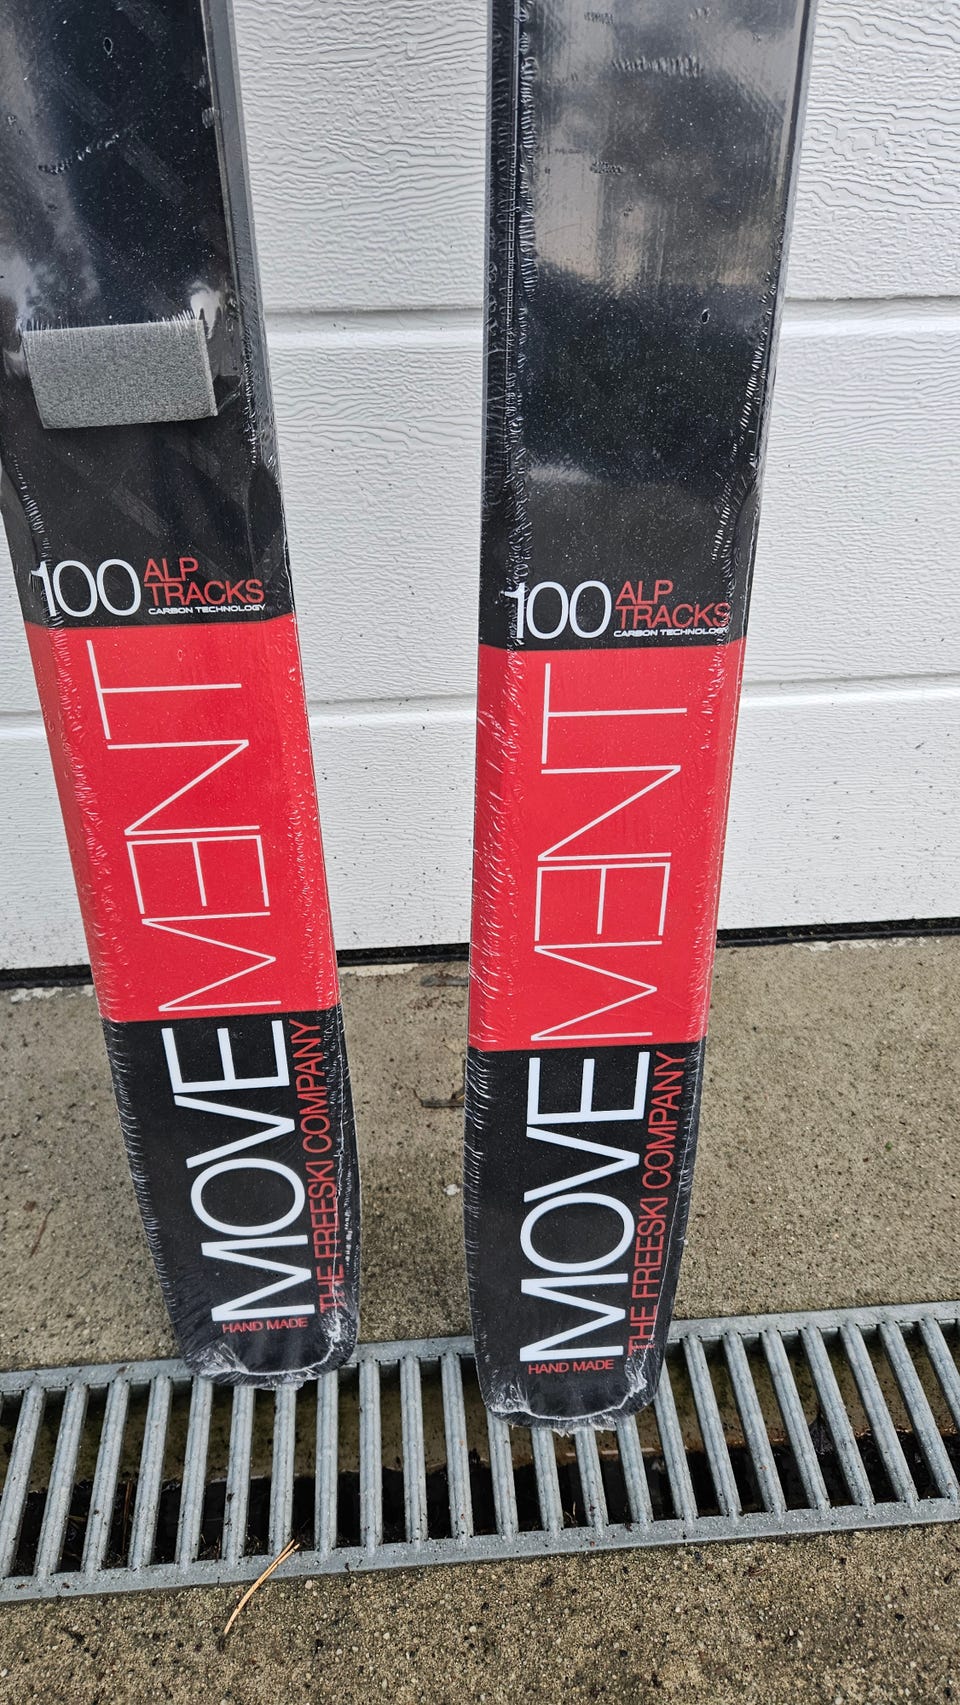 100 ALP
TRACKS
CARBON TECHNOLOGY
MOVEMENT
THE FREESKI COMPANY
HAND MADE
100 ALP
TRACKS
CARBON TECHNOLOGY
MOVEMENT
THE FREESKI COMPANY
HAND MADE